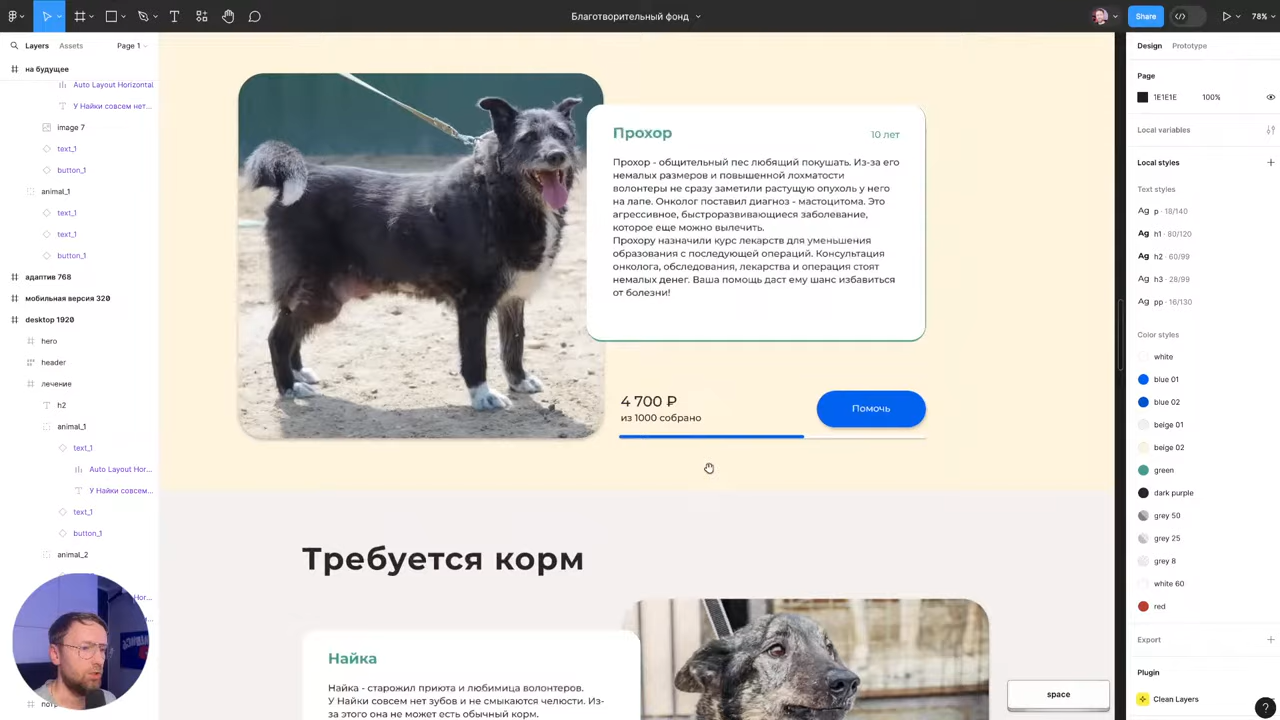 Благотворительный фонд
Share
78%
Layers
Assets
Page 1
на будущее
Auto Layout Horizontal
У Найки совсем нет...
image 7
text_1
button_1
animal_1
text_1
text_1
button_1
адаптив 768
мобильная версия 320
desktop 1920
hero
header
лечение
h2
animal_1
text_1
Auto Layout Hor...
У Найки совсем...
text_1
button_1
animal_2
Hor...
Прохор
10 лет
Прохор - общительный пес любящий покушать. Из-за его
немалых размеров и повышенной лохматости
волонтеры не сразу заметили растущую опухоль у него
на лапе. Онколог поставил диагноз - мастоцитома. Это
агрессивное, быстроразвивающиеся заболевание,
которое еще можно вылечить.
Прохору назначили курс лекарств для уменьшения
образования с последующей операций. Консультация
онколога, обследования, лекарства и операция стоят
немалых денег. Ваша помощь даст ему шанс избавиться
от болезни!
4 700 ₽
из 1000 собрано
Помочь
Требуется корм
Найка
Найка - старожил приюта и любимица волонтеров.
У Найки совсем нет зубов и не смыкаются челюсти. Из-
за этого она не может есть обычный корм.
space
Design
Prototype
Page
1E1E1E
100%
Local variables
Local styles
Text styles
Ag p · 18/140
Ag h1 · 80/120
Ag h2 · 60/99
Ag h3 · 28/99
Ag pp · 16/130
Color styles
white
blue 01
blue 02
beige 01
beige 02
green
dark purple
grey 50
grey 25
grey 8
white 60
red
Export
Plugin
Clean Layers
?